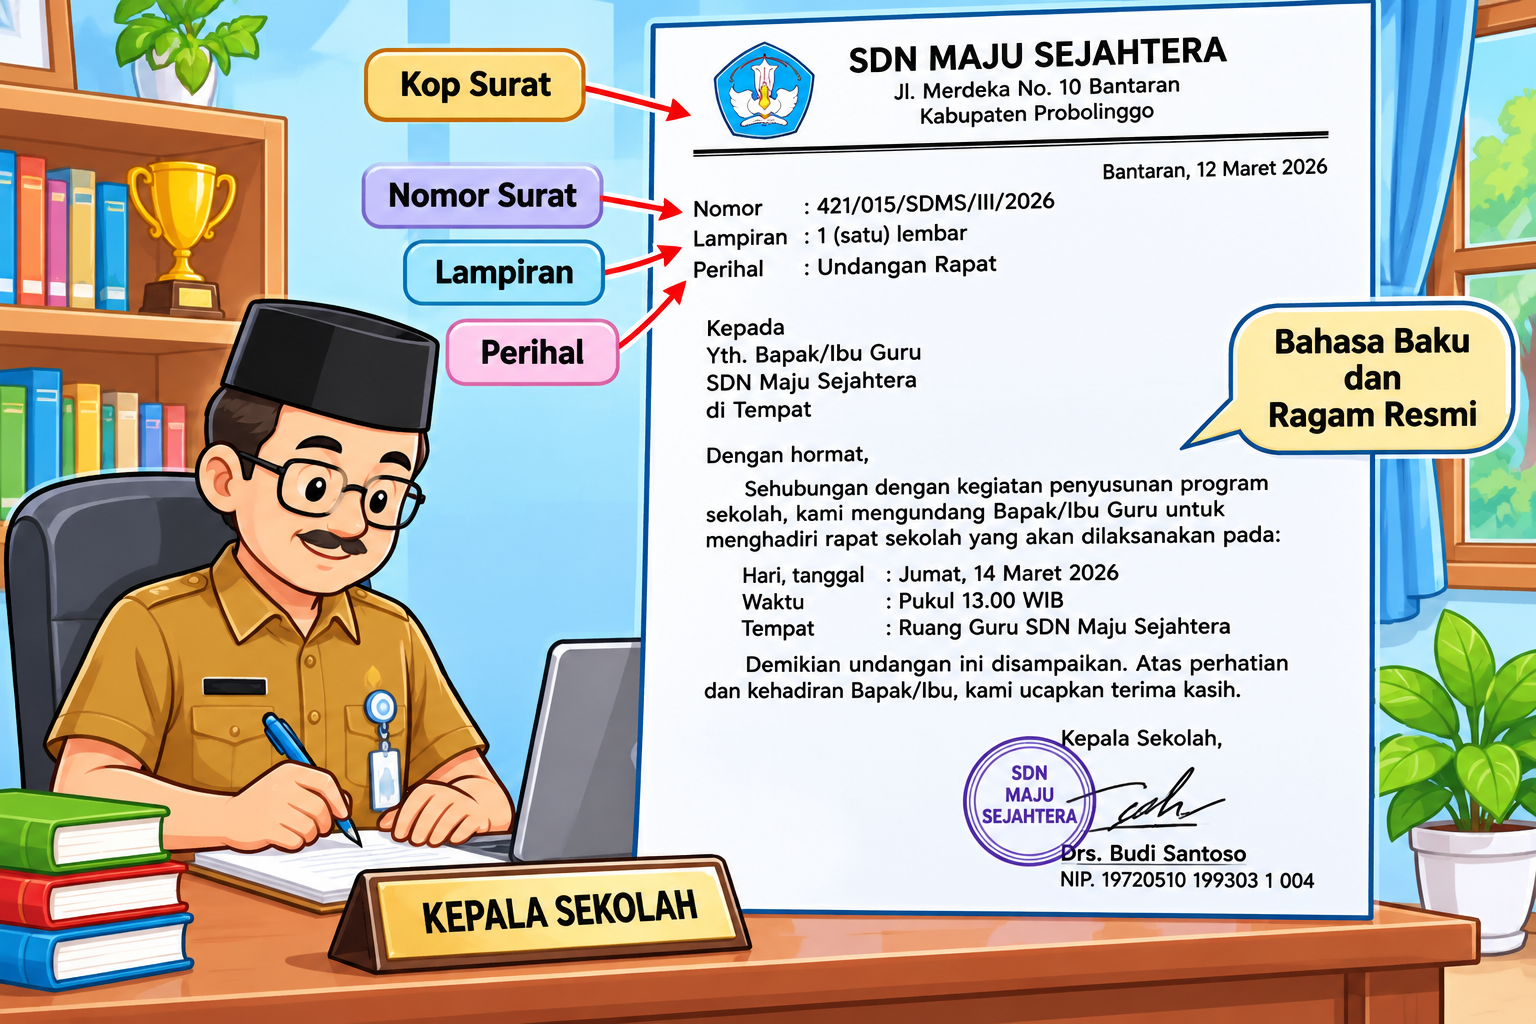 Kop Surat
Nomor Surat
Lampiran
Perihal
SDN MAJU SEJAHTERA
Jl. Merdeka No. 10 Bantaran
Kabupaten Probolinggo
Bantaran, 12 Maret 2026
Nomor : 421/015/SDMS/III/2026
Lampiran : 1 (satu) lembar
Perihal : Undangan Rapat
Kepada
Yth. Bapak/Ibu Guru
SDN Maju Sejahtera
di Tempat
Bahasa Baku
dan
Ragam Resmi
Dengan hormat,
Sehubungan dengan kegiatan penyusunan program
sekolah, kami mengundang Bapak/Ibu Guru untuk
menghadiri rapat sekolah yang akan dilaksanakan pada:
Hari, tanggal : Jumat, 14 Maret 2026
Waktu : Pukul 13.00 WIB
Tempat : Ruang Guru SDN Maju Sejahtera
Demikian undangan ini disampaikan. Atas perhatian
dan kehadiran Bapak/Ibu, kami ucapkan terima kasih.
Kepala Sekolah,
SDN
MAJU
SEJAHTERA
Drs. Budi Santoso
NIP. 19720510 199303 1 004
KEPALA SEKOLAH